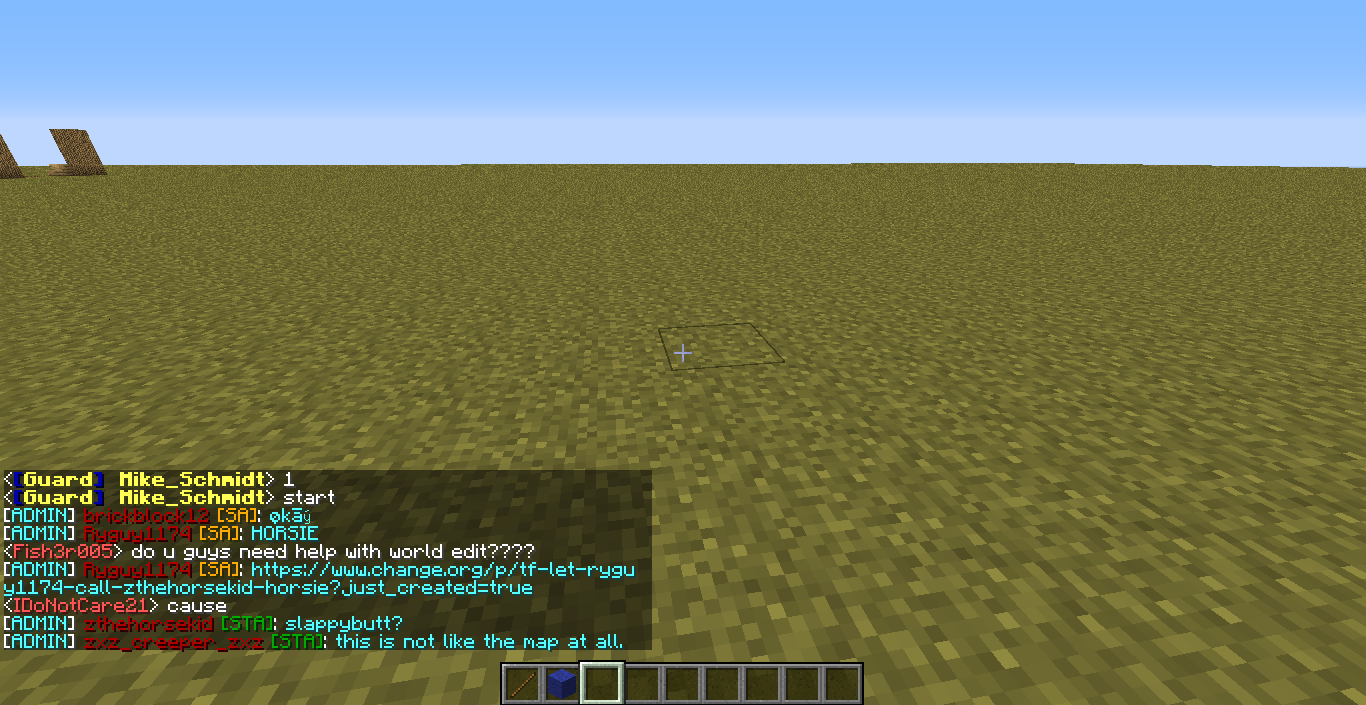 <[Guard] Mike_Schmidt> 1
<[Guard] Mike_Schmidt> start
[ADMIN] brickblock12 [SA]: økāý
[ADMIN] Ryguy1174 [SA]: HORSIE
<Fish3r005> do u guys need help with world edit????
[ADMIN] Ryguy1174 [SA]: https://www.change.org/p/tf-let-rygu
y1174-call-zthehorsekid-horsie?just_created=true
<IDoNotCare21> cause
[ADMIN] zthehorsekid [STA]: slappybutt?
[ADMIN] zxz_creeper_zxz [STA]: this is not like the map at all.